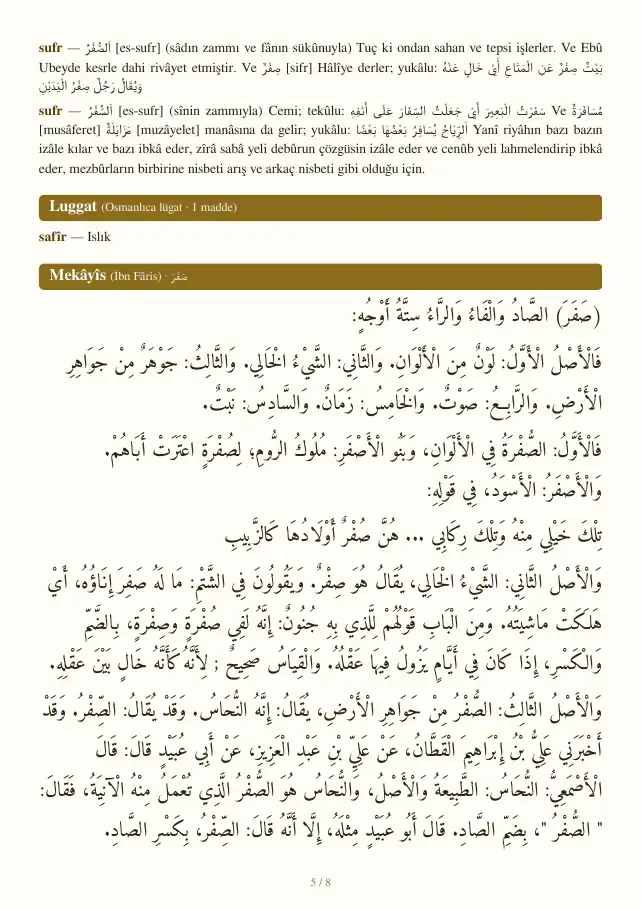 sufr — اَلصُّفْرُ [es-sufr] (sâdın zammı ve fânın sükûnuyla) Tuç ki ondan sahan ve tepsi işlerler. Ve Ebû
Ubeyde kesrle dahi rivâyet etmiştir. Ve صِفْرٌ [sifr] Hâlîye derler; yukâlu: بَيْتٌ صِفْرٌ عَنِ الْمَتَاعِ أَيْ خَالٍ عَنْهُ
وَيُقَالُ رَجُلٌ صِفْرُ الْيَدَيْنِ
sufr — اَلسُّفْرُ [es-sufr] (sînin zammıyla) Cemi; tekûlu: سَفَرْتُ الْبَعِيرَ أَيْ جَعَلْتُ السِّفَارَ عَلَى أَنْفِهِ Ve مُسَافَرَةٌ
[musâferet] مُزَايَلَةٌ [muzâyelet] manâsına da gelir; yukâlu: اَلرِّيَاحُ يُسَافِرُ بَعْضُهَا بَعْضًا Yanî riyâhın bazı bazın
izâle kılar ve bazı ibkâ eder, zîrâ sabâ yeli debûrun çözgüsin izâle eder ve cenûb yeli lahmelendirip ibkâ
eder, mezbûrların birbirine nisbeti arış ve arkaç nisbeti gibi olduğu için.
Luggat (Osmanlıca lügat · 1 madde)
safîr — Islık
Mekâyîs (İbn Fâris) · صَفَرَ
(صَفَرَ) الصَّادُ وَالْفَاءُ وَالرَّاءُ سِتَّةُ أَوْجُهٍ:
فَالْأَصْلُ الْأَوَّلُ: لَوْنٌ مِنَ الْأَلْوَانِ. وَالثَّانِي: الشَّيْءُ الْخَالِي. وَالثَّالِثُ: جَوْهَرٌ مِنْ جَوَاهِرِ
الْأَرْضِ. وَالرَّابِعُ: صَوْتٌ. وَالْخَامِسُ: زَمَانٌ. وَالسَّادِسُ: نَبْتٌ.
فَالْأَوَّلُ: الصُّفْرَةُ فِي الْأَلْوَانِ، وَبَنُو الْأَصْفَرِ: مُلُوكُ الرُّومِ; لِصُفْرَةٍ اعْتَرَتْ أَبَاهُمْ.
وَالْأَصْفَرُ: الْأَسْوَدُ، فِي قَوْلِهِ:
تِلْكَ خَيْلِي مِنْهُ وَتِلْكَ رِكَابِي ... هُنَّ صُفْرٌ أَوْلَادُهَا كَالزَّبِيبِ
وَالْأَصْلُ الثَّانِي: الشَّيْءُ الْخَالِي، يُقَالُ هُوَ صِفْرٌ. وَيَقُولُونَ فِي الشَّتْمِ: مَا لَهُ صَفِرَ إِنَاؤُهُ، أَيْ
هَلَكَتْ مَاشِيَتُهُ. وَمِنَ الْبَابِ قَوْلُهُمْ لِلَّذِي بِهِ جُنُونٌ: إِنَّهُ لَفِي صُفْرَةٍ وَصِفْرَةٍ، بِالضَّمِّ
وَالْكَسْرِ، إِذَا كَانَ فِي أَيَّامٍ يَزُولُ فِيهَا عَقْلُهُ. وَالْقِيَاسُ صَحِيحٌ ; لِأَنَّهُ كَأَنَّهُ خَالٍ بَيْنَ عَقْلِهِ.
وَالْأَصْلُ الثَّالِثُ: الصُّفْرُ مِنْ جَوَاهِرِ الْأَرْضِ، يُقَالُ: إِنَّهُ النُّحَاسُ. وَقَدْ يُقَالُ: الصِّفْرُ. وَقَدْ
أَخْبَرَنِي عَلِيُّ بْنُ إِبْرَاهِيمَ الْقَطَّانُ، عَنْ عَلِيِّ بْنِ عَبْدِ الْعَزِيزِ، عَنْ أَبِي عُبَيْدٍ قَالَ: قَالَ
الْأَصْمَعِيُّ: النُّحَاسُ: الطَّبِيعَةُ وَالْأَصْلُ، وَالنُّحَاسُ هُوَ الصُّفْرُ الَّذِي تُعْمَلُ مِنْهُ الْآنِيَةُ، فَقَالَ:
" الصُّفْرُ "، بِضَمِّ الصَّادِ. قَالَ أَبُو عُبَيْدٍ مِثْلَهُ، إِلَّا أَنَّهُ قَالَ: الصِّفْرُ، بِكَسْرِ الصَّادِ.
5 / 8